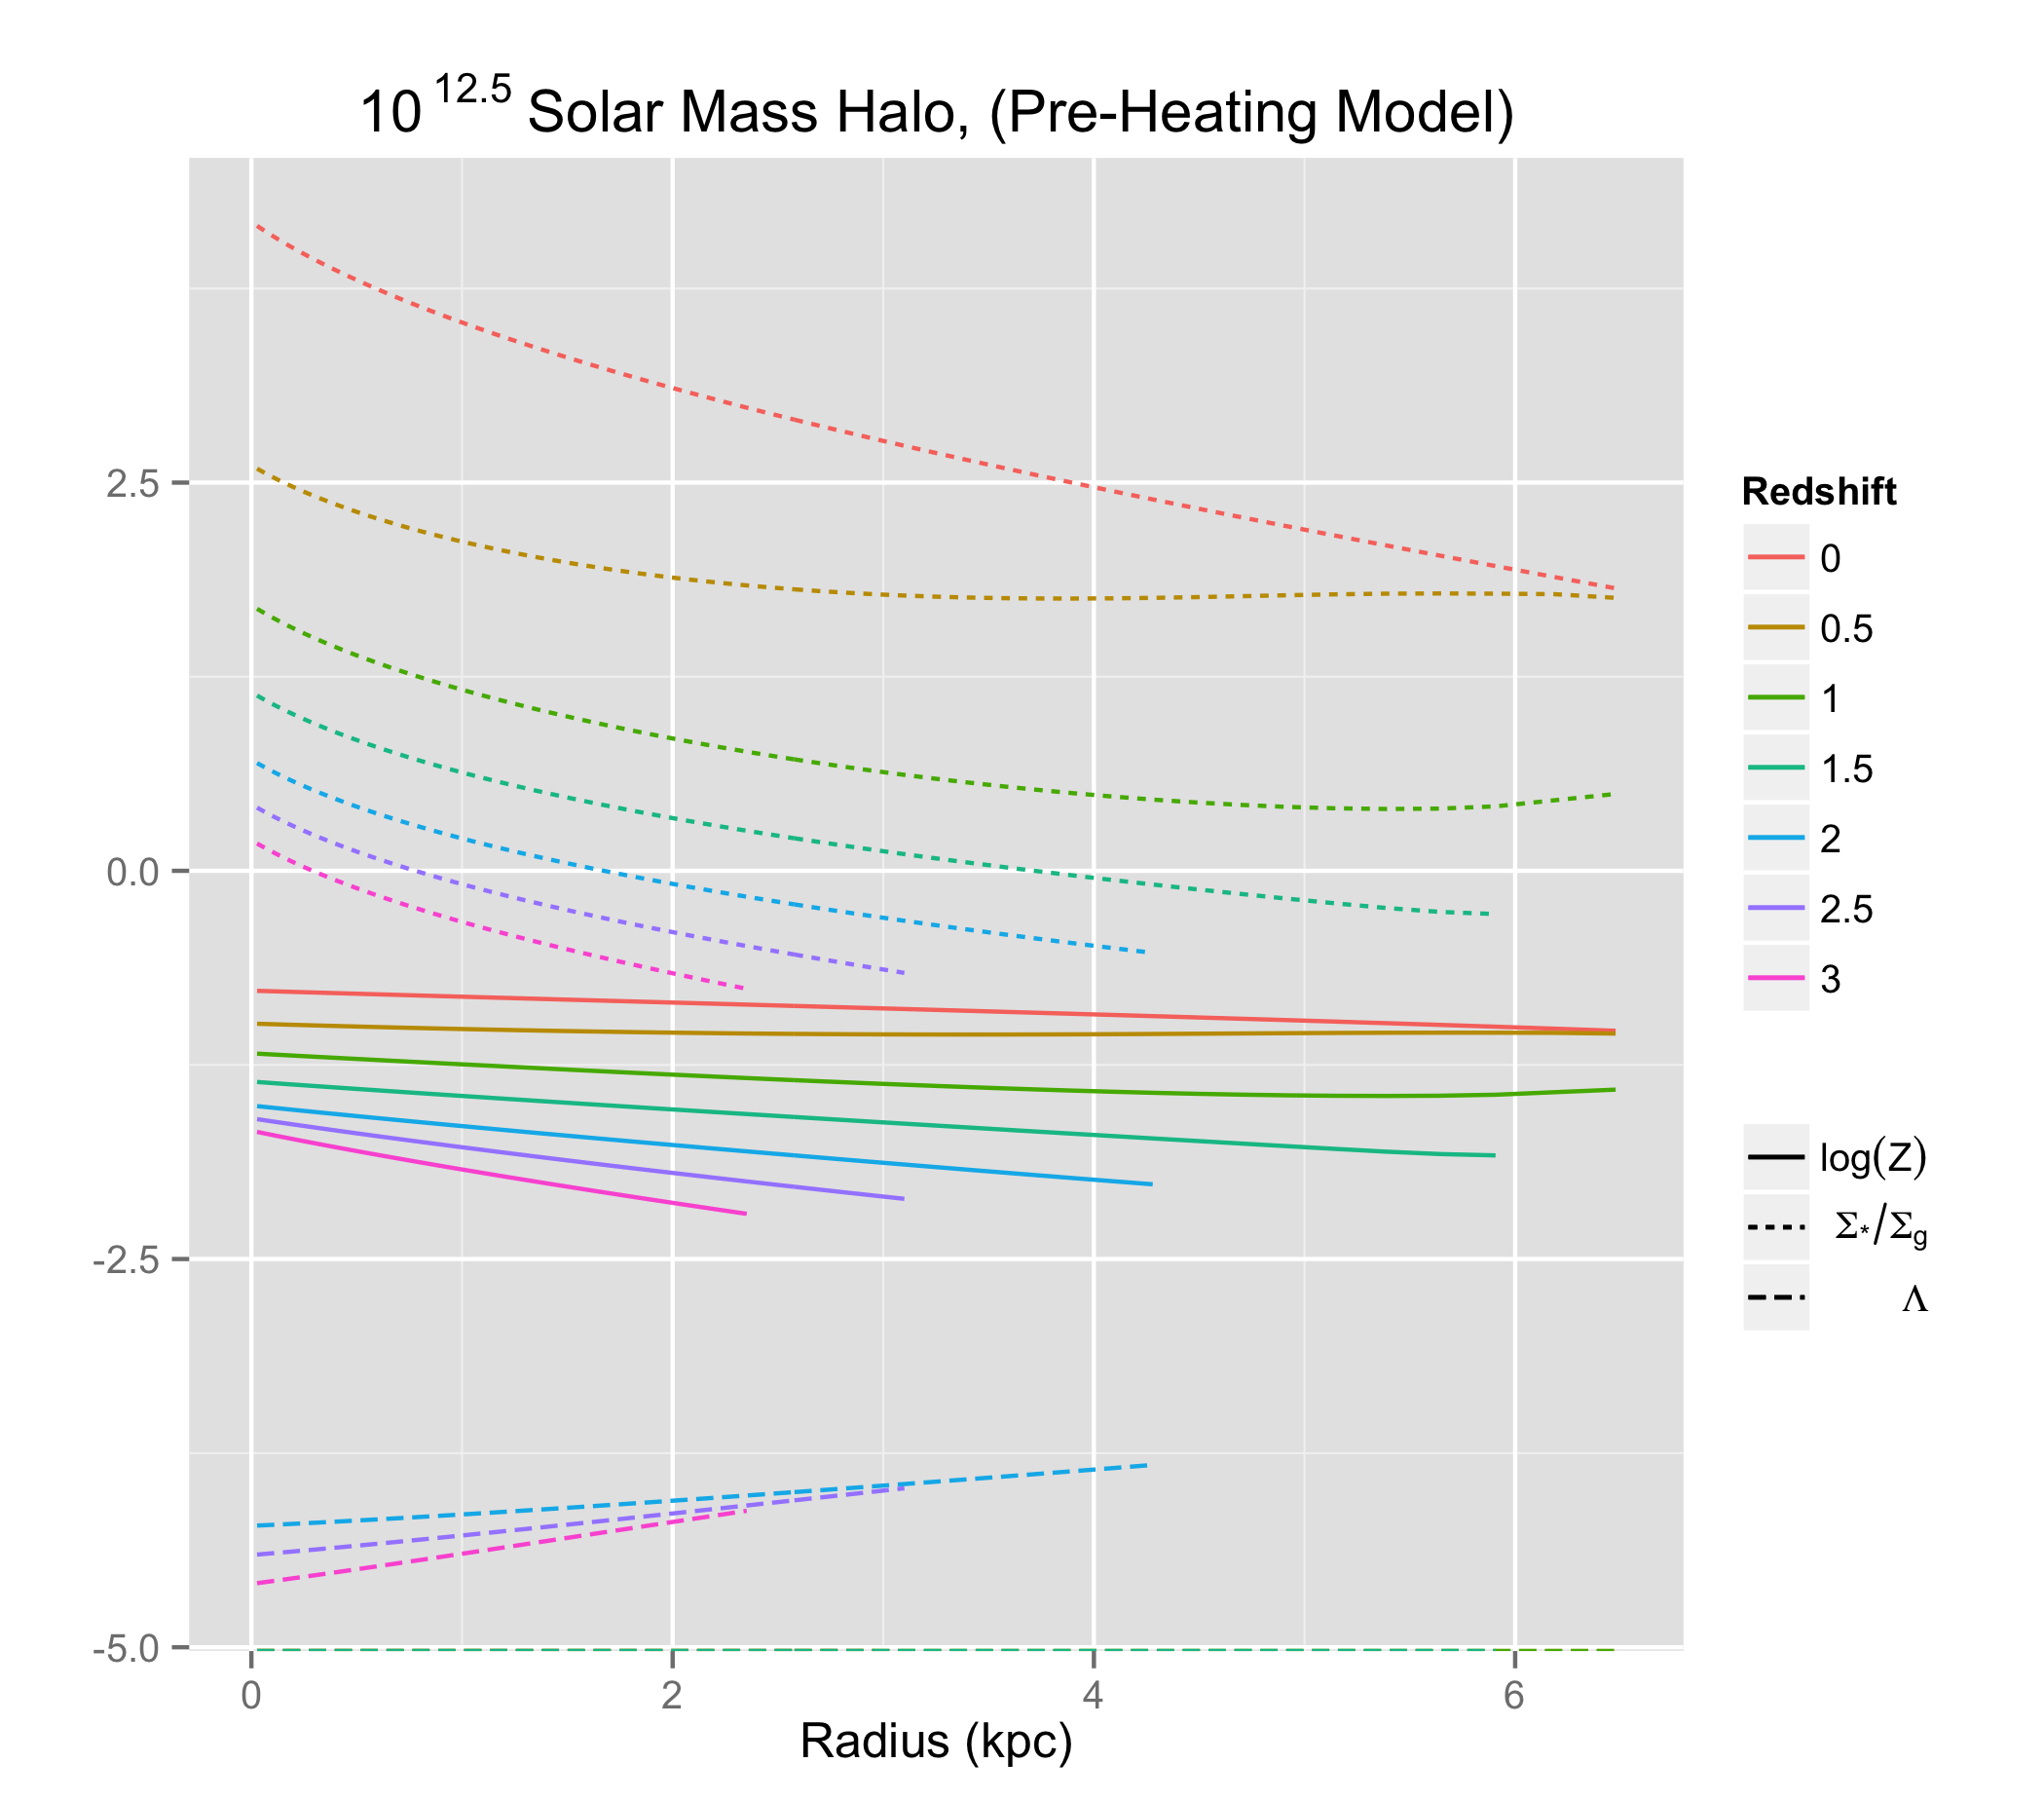 10^12.5 Solar Mass Halo, (Pre-Heating Model)
2.5
0.0
-2.5
-5.0
0 2 4 6
Radius (kpc)
Redshift
0
0.5
1
1.5
2
2.5
3
log(Z)
Σ*/Σg
Λ